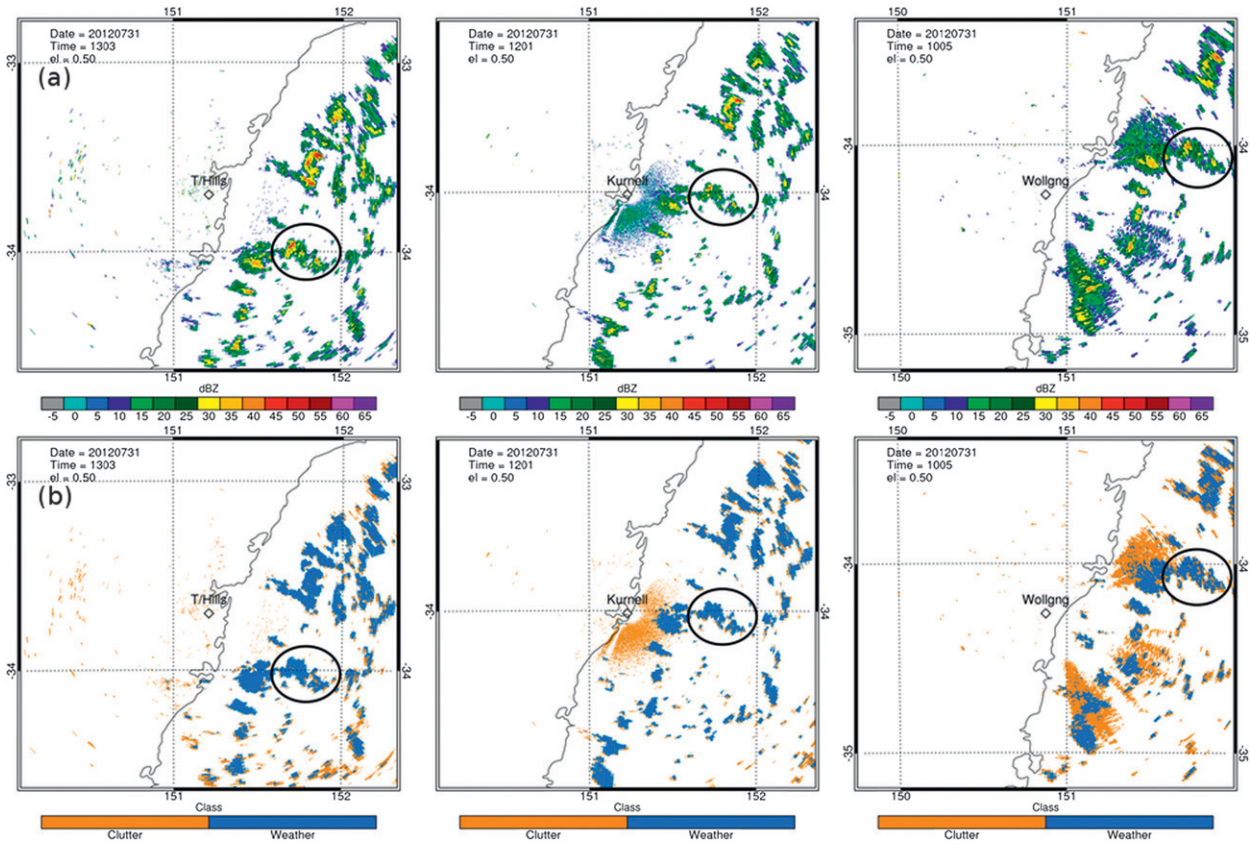 151 152 151 152 150 151
Date = 20120731
Time = 1303
el = 0.50
Date = 20120731
Time = 1201
el = 0.50
Date = 20120731
Time = 1005
el = 0.50
(a)
-33
-34
-34
-34
-35
T/Hills
Kurnell
Wollgng
151 152 151 152 150 151
dBZ dBZ dBZ
-5 0 5 10 15 20 25 30 35 40 45 50 55 60 65
-5 0 5 10 15 20 25 30 35 40 45 50 55 60 65
-5 0 5 10 15 20 25 30 35 40 45 50 55 60 65
151 152 151 152 150 151
Date = 20120731
Time = 1303
el = 0.50
Date = 20120731
Time = 1201
el = 0.50
Date = 20120731
Time = 1005
el = 0.50
(b)
-33
-34
-34
-34
-35
T/Hills
Kurnell
Wollgng
151 152 151 152 150 151
Class Class Class
Clutter Weather Clutter Weather Clutter Weather